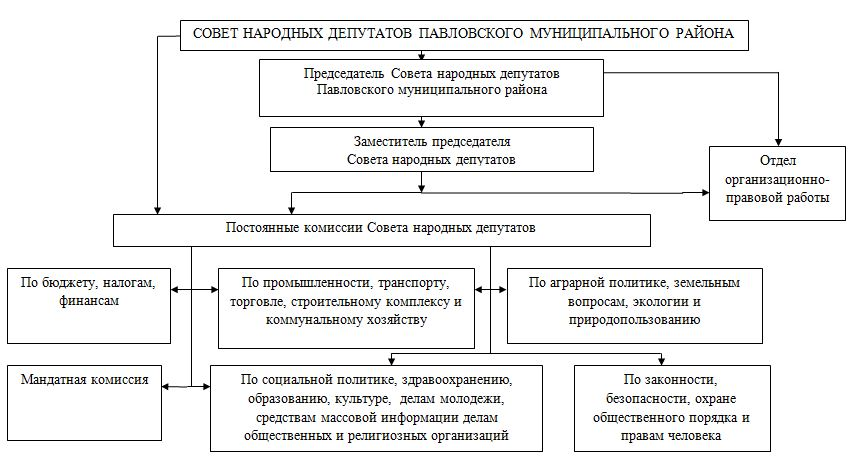 СОВЕТ НАРОДНЫХ ДЕПУТАТОВ ПАВЛОВСКОГО МУНИЦИПАЛЬНОГО РАЙОНА
Председатель Совета народных депутатов
Павловского муниципального района
Заместитель председателя
Совета народных депутатов
Отдел
организационно-
правовой работы
Постоянные комиссии Совета народных депутатов
По бюджету, налогам,
финансам
По промышленности, транспорту,
торговле, строительному комплексу и
коммунальному хозяйству
По аграрной политике, земельным
вопросам, экологии и
природопользованию
Мандатная комиссия
По социальной политике, здравоохранению,
образованию, культуре, делам молодежи,
средствам массовой информации делам
общественных и религиозных организаций
По законности,
безопасности, охране
общественного порядка и
правам человека